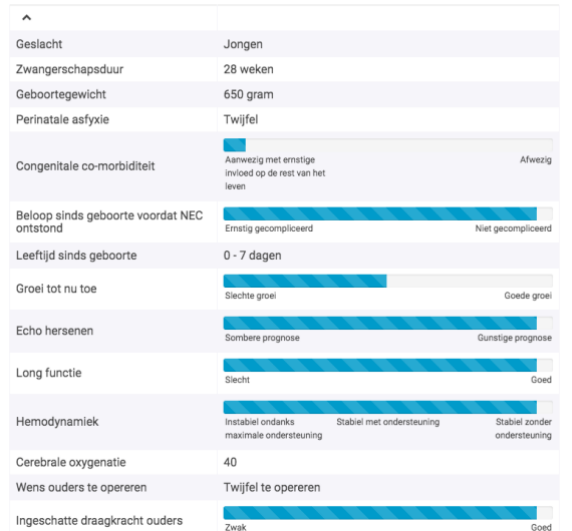 Geslacht Jongen
Zwangerschapsduur 28 weken
Geboortegewicht 650 gram
Perinatale asfyxie Twijfel
Congenitale co-morbiditeit
Aanwezig met ernstige
invloed op de rest van het
leven
Afwezig
Beloop sinds geboorte voordat NEC
ontstond
Ernstig gecompliceerd Niet gecompliceerd
Leeftijd sinds geboorte 0 - 7 dagen
Groei tot nu toe
Slechte groei Goede groei
Echo hersenen
Sombere prognose Gunstige prognose
Long functie
Slecht Goed
Hemodynamiek
Instabiel ondanks
maximale ondersteuning
Stabiel met ondersteuning
Stabiel zonder
ondersteuning
Cerebrale oxygenatie 40
Wens ouders te opereren Twijfel te opereren
Ingeschatte draagkracht ouders
Zwak Goed